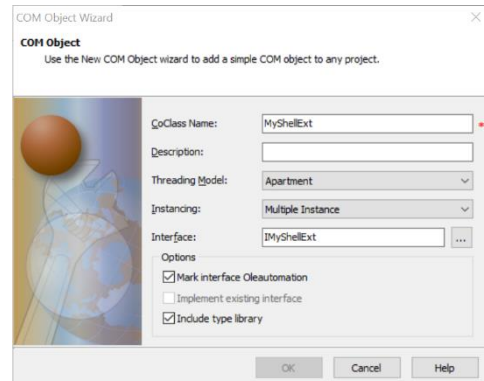 COM Object Wizard
COM Object
Use the New COM Object wizard to add a simple COM object to any project.
CoClass Name: MyShellExt *
Description:
Threading Model: Apartment
Instancing: Multiple Instance
Interface: IMyShellExt ...
Options
Mark interface Oleautomation
Implement existing interface
Include type library
OK Cancel Help